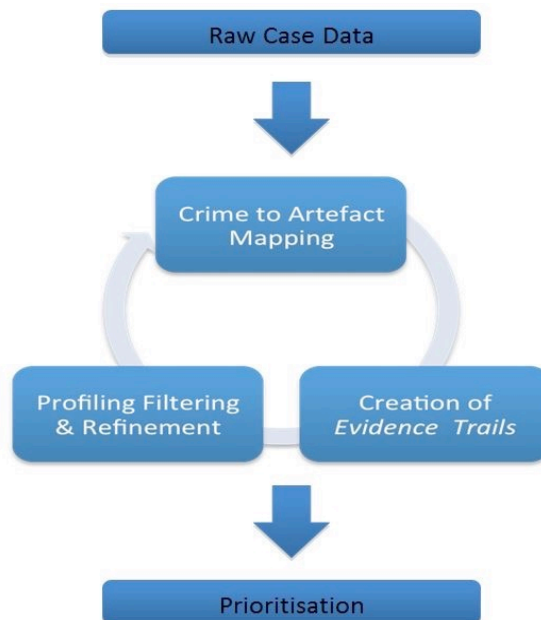 Raw Case Data
Crime to Artefact
Mapping
Profiling Filtering
& Refinement
Creation of
Evidence Trails
Prioritisation